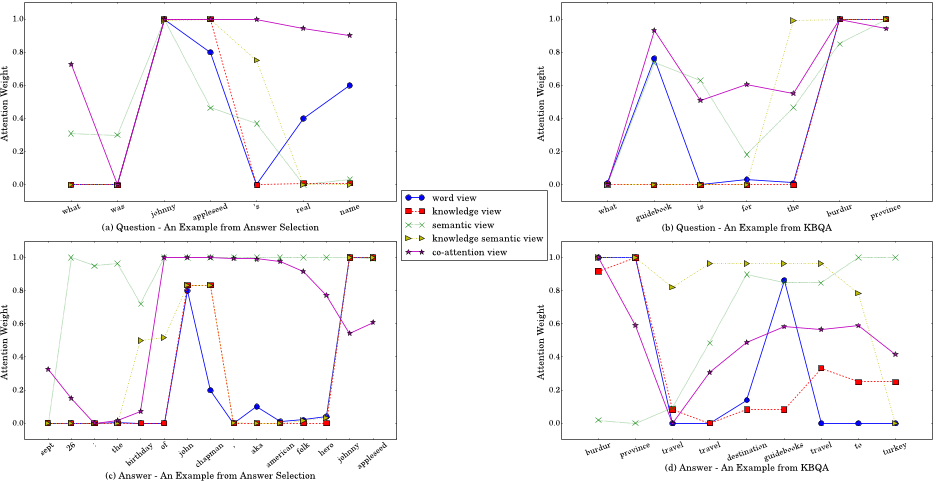 1.0
0.8
0.6
0.4
0.2
0.0
Attention Weight
what was johnny appleseed 's real name
(a) Question - An Example from Answer Selection
1.0
0.8
0.6
0.4
0.2
0.0
Attention Weight
what guidebook is for the burdur province
(b) Question - An Example from KBQA
word view
knowledge view
semantic view
knowledge semantic view
co-attention view
1.0
0.8
0.6
0.4
0.2
0.0
Attention Weight
sept 26 , the birthday of john chapman , aka american folk hero johnny appleseed
(c) Answer - An Example from Answer Selection
1.0
0.8
0.6
0.4
0.2
0.0
Attention Weight
burdur province travel travel destination guidebooks travel to turkey
(d) Answer - An Example from KBQA